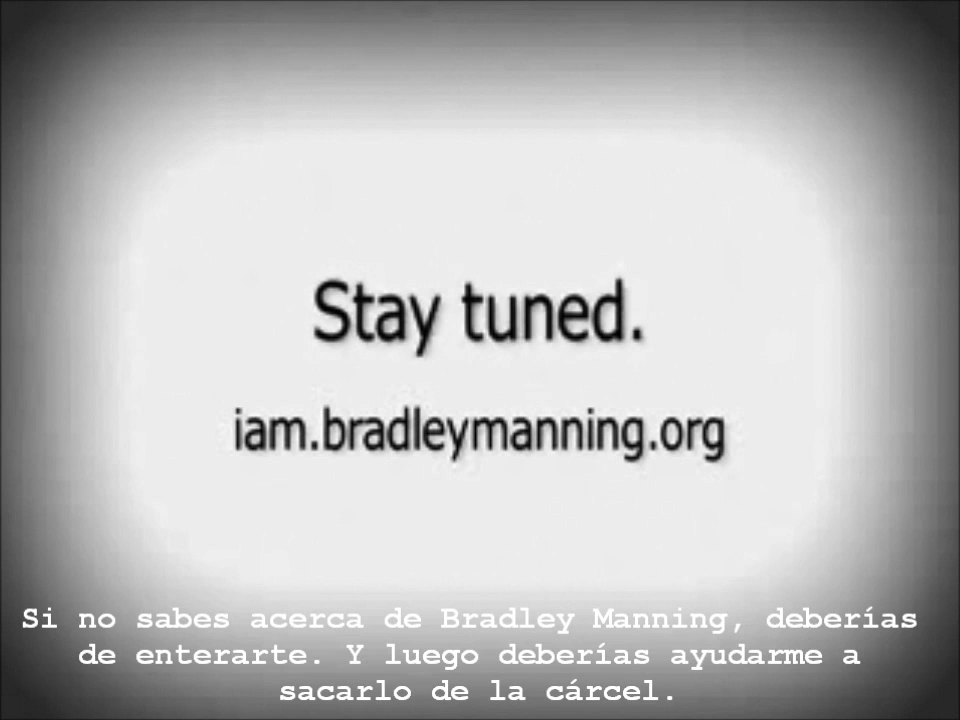 Stay tuned.
iam.bradleymanning.org
Si no sabes acerca de Bradley Manning, deberías
de enterarte. Y luego deberías ayudarme a
sacarlo de la cárcel.